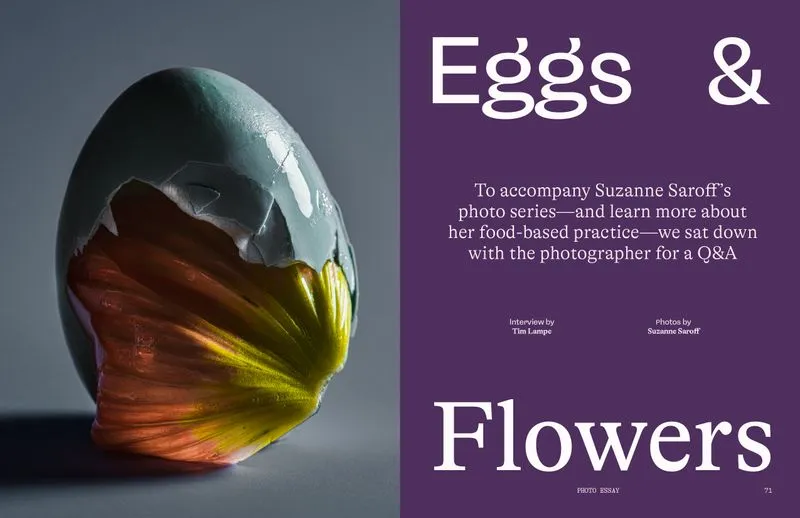 Eggs &
To accompany Suzanne Saroff’s
photo series—and learn more about
her food-based practice—we sat down
with the photographer for a Q&A
Interview by
Tim Lampe
Photos by
Suzanne Saroff
Flowers
PHOTO ESSAY
71